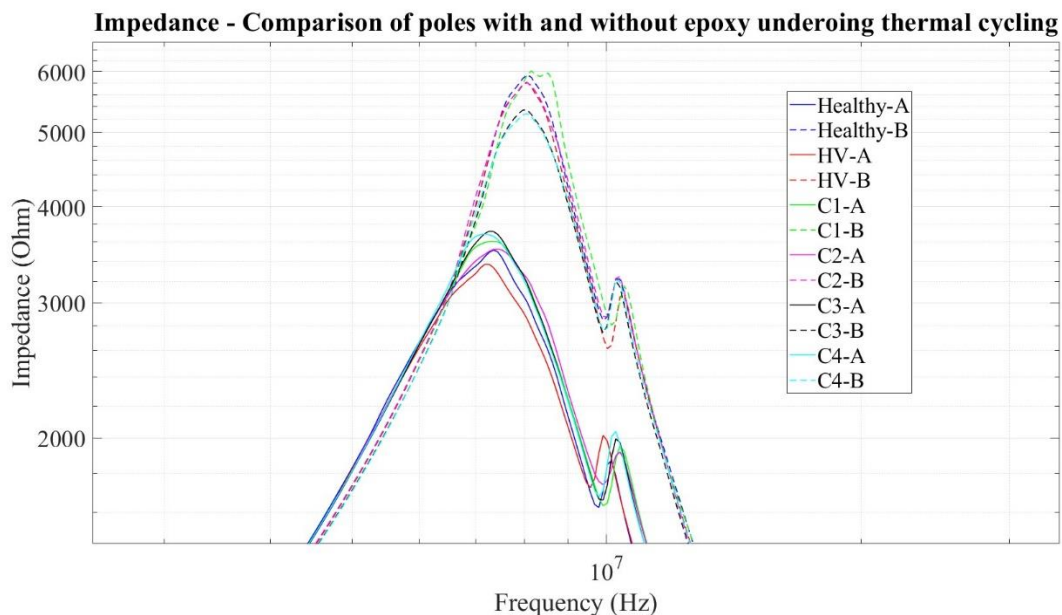 Impedance - Comparison of poles with and without epoxy underoing thermal cycling
6000
5000
4000
3000
2000
Impedance (Ohm)
Healthy-A
Healthy-B
HV-A
HV-B
C1-A
C1-B
C2-A
C2-B
C3-A
C3-B
C4-A
C4-B
10^7
Frequency (Hz)